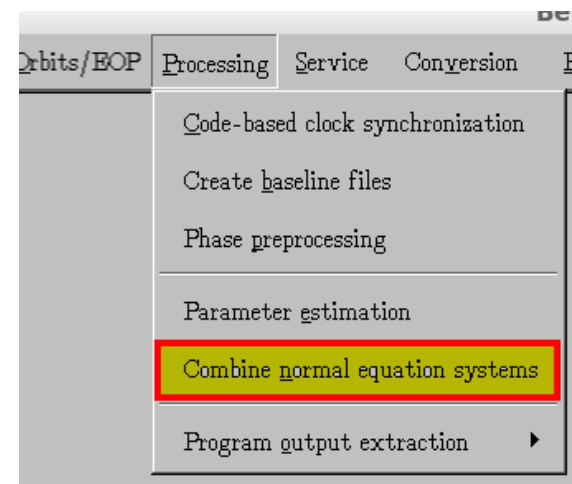 Be
Orbits/EOP Processing Service Conversion
Code-based clock synchronization
Create baseline files
Phase preprocessing
Parameter estimation
Combine normal equation systems
Program output extraction